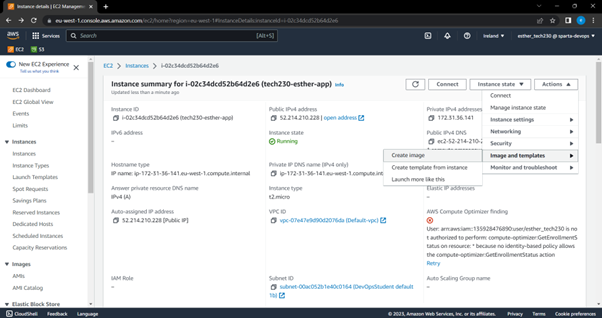 Instance details | EC2 Manageme
eu-west-1.console.aws.amazon.com/ec2/home?region=eu-west-1#InstanceDetails:instanceId=i-02c34dcd52b64d2e6
aws
Services
Search
[Alt+S]
Ireland
esther_tech230 @ sparta-devops
EC2
S3
New EC2 Experience
Tell us what you think
EC2 Dashboard
EC2 Global View
Events
Limits
Instances
Instances
Instance Types
Launch Templates
Spot Requests
Savings Plans
Reserved Instances
Dedicated Hosts
Scheduled Instances
Capacity Reservations
Images
AMIs
AMI Catalog
Elastic Block Store
EC2 > Instances > i-02c34dcd52b64d2e6
Instance summary for i-02c34dcd52b64d2e6 (tech230-esther-app) Info
Updated less than a minute ago
Connect
Instance state
Actions
Connect
Manage instance state
Instance settings
Networking
Security
Image and templates
Monitor and troubleshoot
Create image
Create template from instance
Launch more like this
Instance ID
i-02c34dcd52b64d2e6 (tech230-esther-app)
Public IPv4 address
52.214.210.228 | open address
Private IPv4 addresses
172.31.36.141
IPv6 address
–
Instance state
Running
Public IPv4 DNS
ec2-52-214-210-2
Hostname type
IP name: ip-172-31-36-141.eu-west-1.compute.internal
Private IP DNS name (IPv4 only)
ip-172-31-36-141.eu-west-1.compute.internal
Answer private resource DNS name
IPv4 (A)
Instance type
t2.micro
Elastic IP addresses
–
Auto-assigned IP address
52.214.210.228 [Public IP]
VPC ID
vpc-07e47e9d90d2076da (Default-vpc)
AWS Compute Optimizer finding
User: arn:aws:iam::135928476890:user/esther_tech230 is not authorized to perform: compute-optimizer:GetEnrollmentStatus on resource: * because no identity-based policy allows the compute-optimizer:GetEnrollmentStatus action
Retry
IAM Role
–
Subnet ID
subnet-00ac052b1e40c0164 (DevOpsStudent default 1b)
Auto Scaling Group name
–
CloudShell
Feedback
Language
© 2023, Amazon Web Services, Inc. or its affiliates.
Privacy
Terms
Cookie preferences